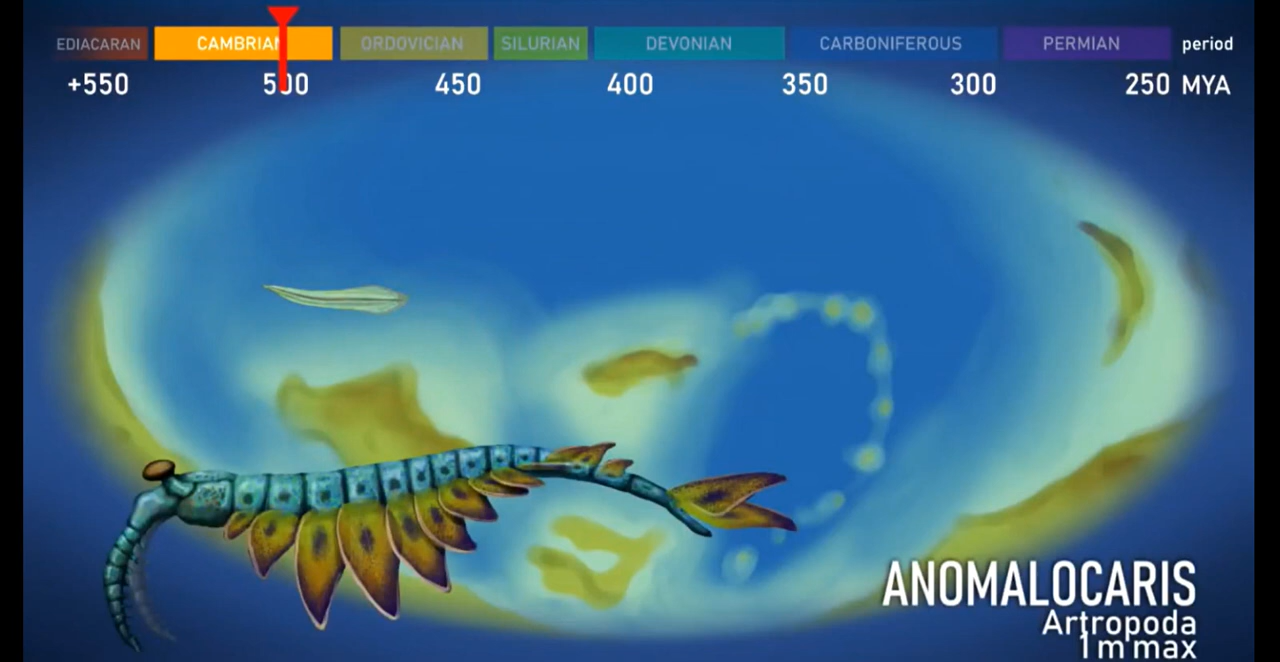 EDIACARAN CAMBRIAN ORDOVICIAN SILURIAN DEVONIAN CARBONIFEROUS PERMIAN period
+550 500 450 400 350 300 250 MYA
ANOMALOCARIS
Artropoda
1m max